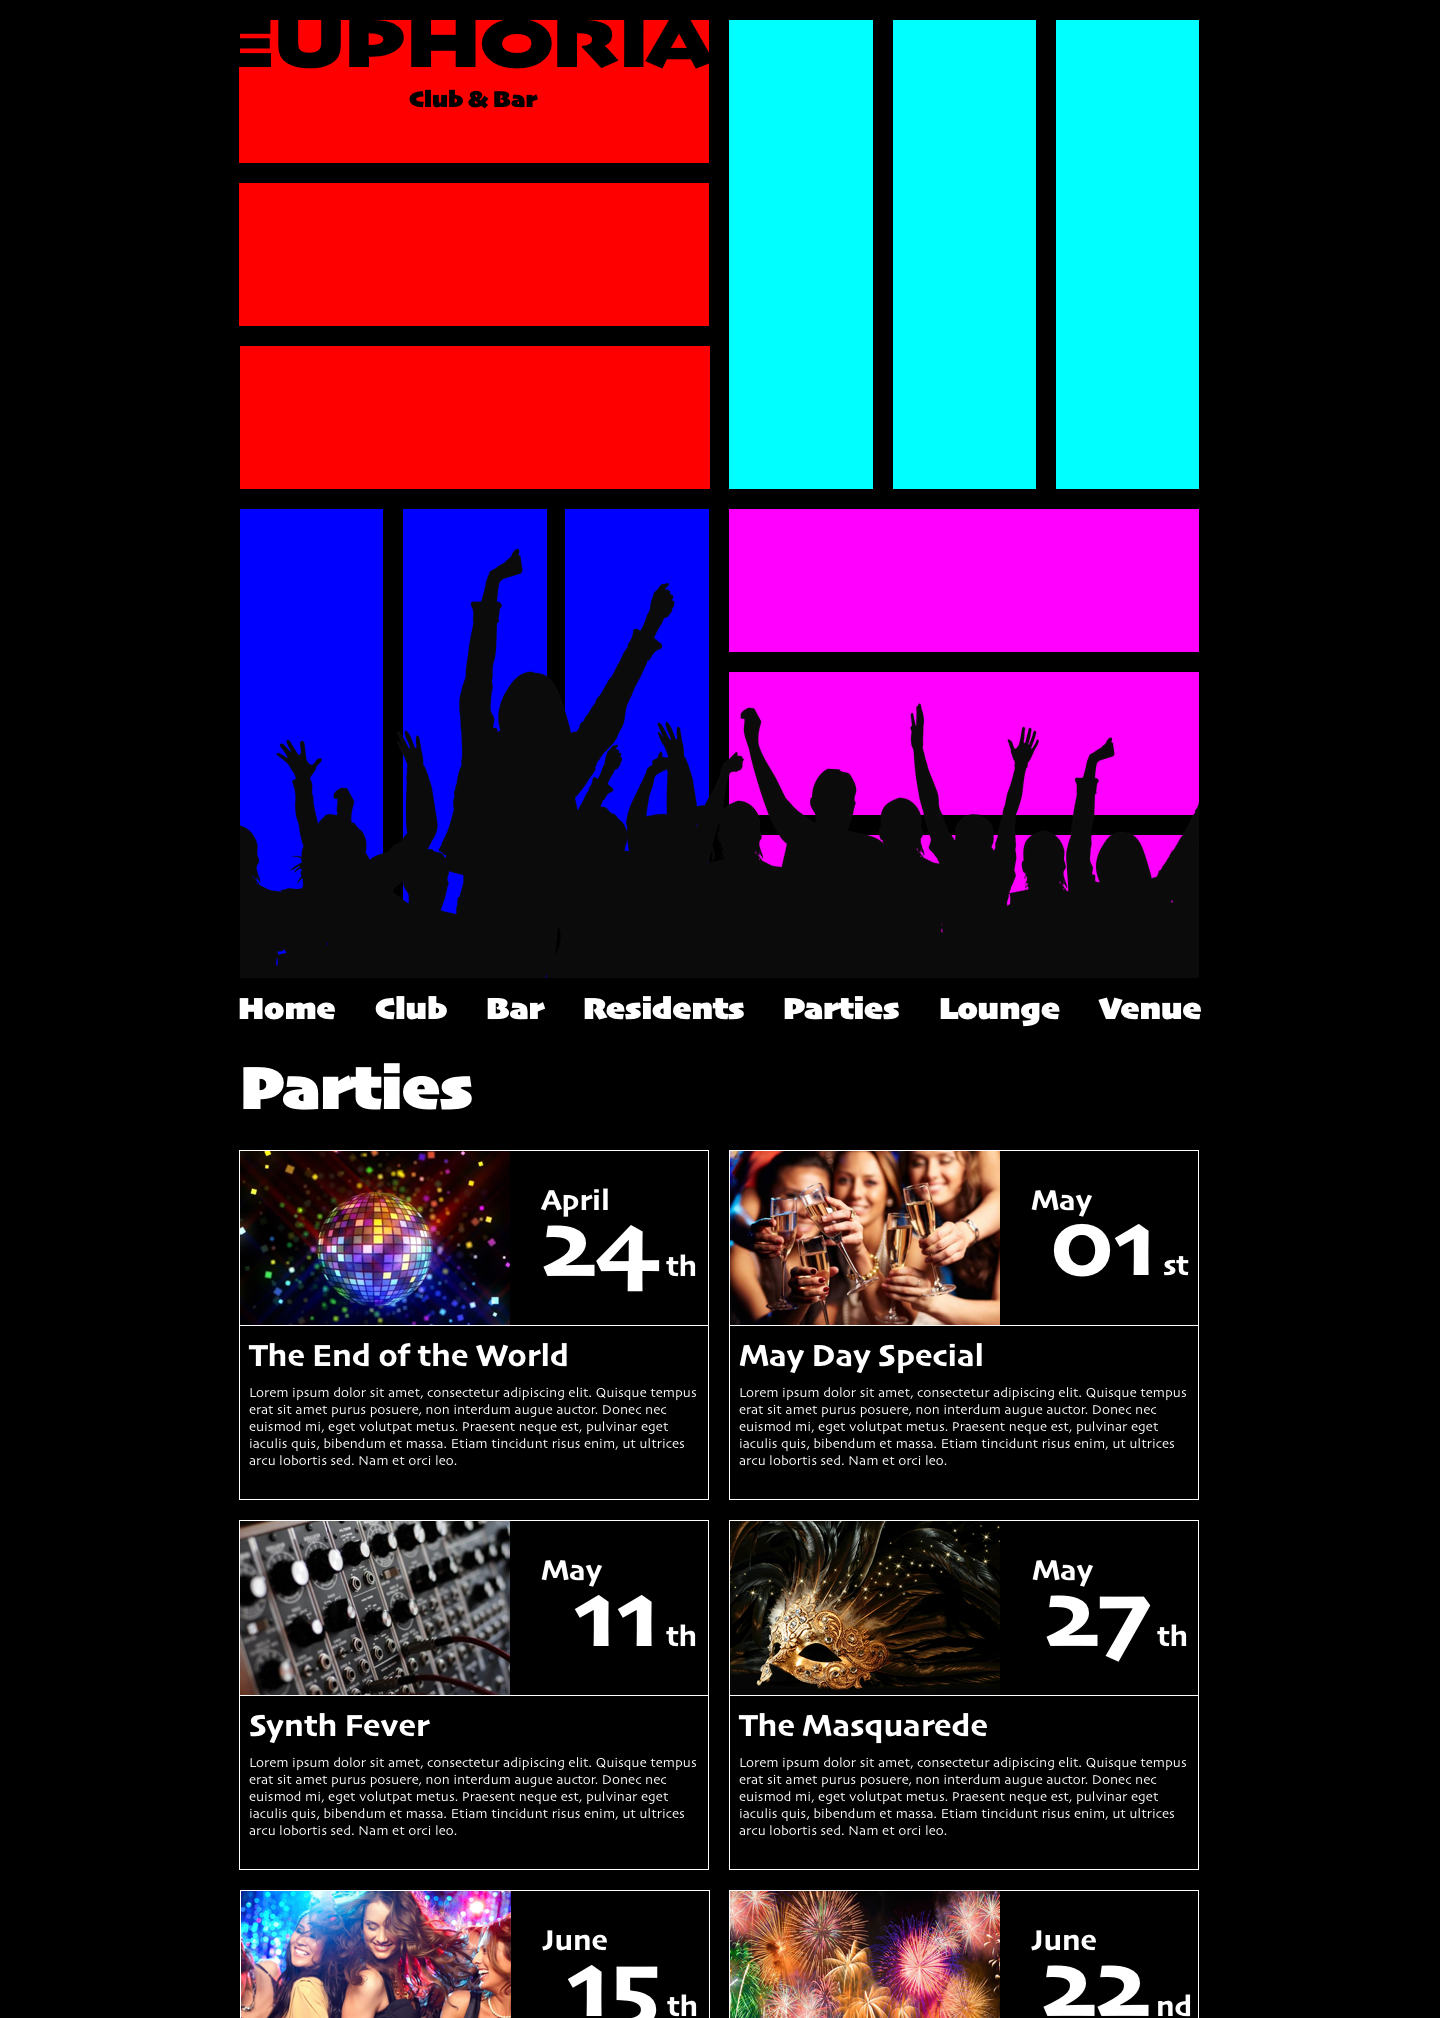 EUPHORIA
Club & Bar
Home Club Bar Residents Parties Lounge Venue
Parties
April
24 th
The End of the World
Lorem ipsum dolor sit amet, consectetur adipiscing elit. Quisque tempus
erat sit amet purus posuere, non interdum augue auctor. Donec nec
euismod mi, eget volutpat metus. Praesent neque est, pulvinar eget
iaculis quis, bibendum et massa. Etiam tincidunt risus enim, ut ultrices
arcu lobortis sed. Nam et orci leo.
May
01 st
May Day Special
Lorem ipsum dolor sit amet, consectetur adipiscing elit. Quisque tempus
erat sit amet purus posuere, non interdum augue auctor. Donec nec
euismod mi, eget volutpat metus. Praesent neque est, pulvinar eget
iaculis quis, bibendum et massa. Etiam tincidunt risus enim, ut ultrices
arcu lobortis sed. Nam et orci leo.
May
11 th
Synth Fever
Lorem ipsum dolor sit amet, consectetur adipiscing elit. Quisque tempus
erat sit amet purus posuere, non interdum augue auctor. Donec nec
euismod mi, eget volutpat metus. Praesent neque est, pulvinar eget
iaculis quis, bibendum et massa. Etiam tincidunt risus enim, ut ultrices
arcu lobortis sed. Nam et orci leo.
May
27 th
The Masquarede
Lorem ipsum dolor sit amet, consectetur adipiscing elit. Quisque tempus
erat sit amet purus posuere, non interdum augue auctor. Donec nec
euismod mi, eget volutpat metus. Praesent neque est, pulvinar eget
iaculis quis, bibendum et massa. Etiam tincidunt risus enim, ut ultrices
arcu lobortis sed. Nam et orci leo.
June
15 th
June
22 nd